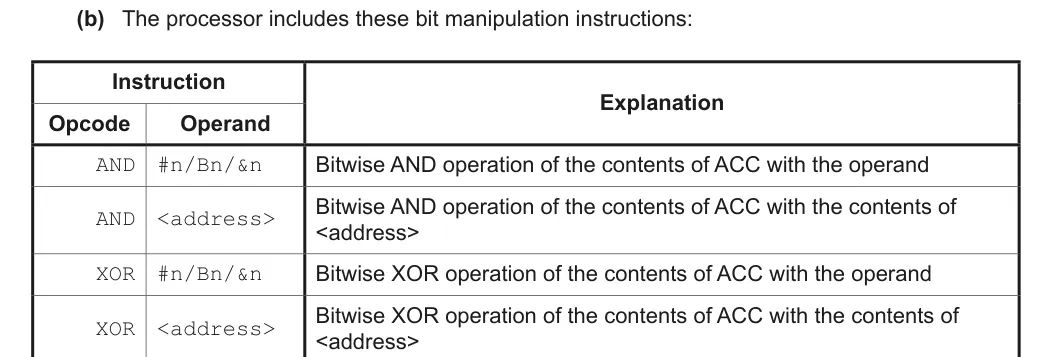 (b) The processor includes these bit manipulation instructions:
Instruction
Explanation
Opcode Operand
AND #n/Bn/&n Bitwise AND operation of the contents of ACC with the operand
AND <address> Bitwise AND operation of the contents of ACC with the contents of
<address>
XOR #n/Bn/&n Bitwise XOR operation of the contents of ACC with the operand
XOR <address> Bitwise XOR operation of the contents of ACC with the contents of
<address>